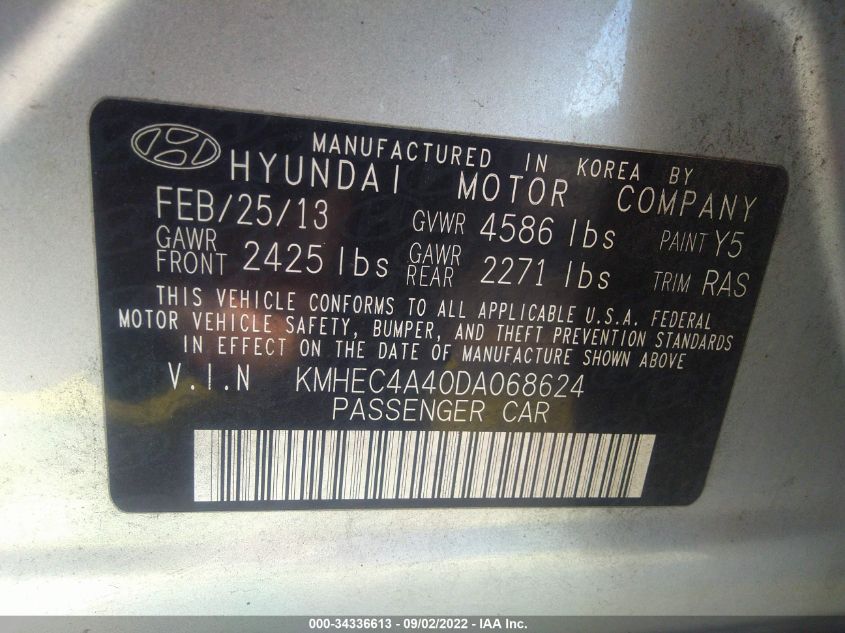 MANUFACTURED IN KOREA BY
HYUNDAI MOTOR COMPANY
FEB/25/13 GVWR 4586 lbs PAINT Y5
GAWR FRONT 2425 lbs GAWR REAR 2271 lbs TRIM RAS
THIS VEHICLE CONFORMS TO ALL APPLICABLE U.S.A. FEDERAL
MOTOR VEHICLE SAFETY, BUMPER, AND THEFT PREVENTION STANDARDS
IN EFFECT ON THE DATE OF MANUFACTURE SHOWN ABOVE
V.I.N KMHEC4A40DA068624
PASSENGER CAR
000-34336613 - 09/02/2022 - IAA Inc.